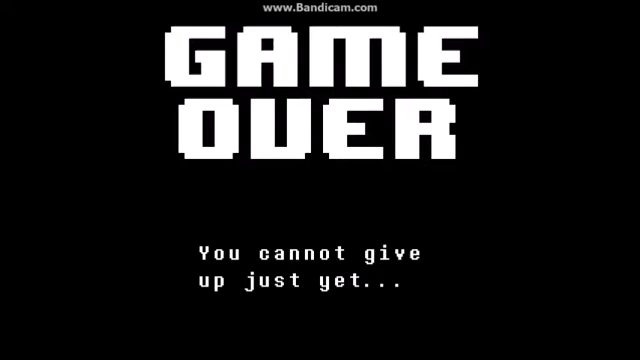 www.Bandicam.com
GAME
OVER
You cannot give
up just yet...